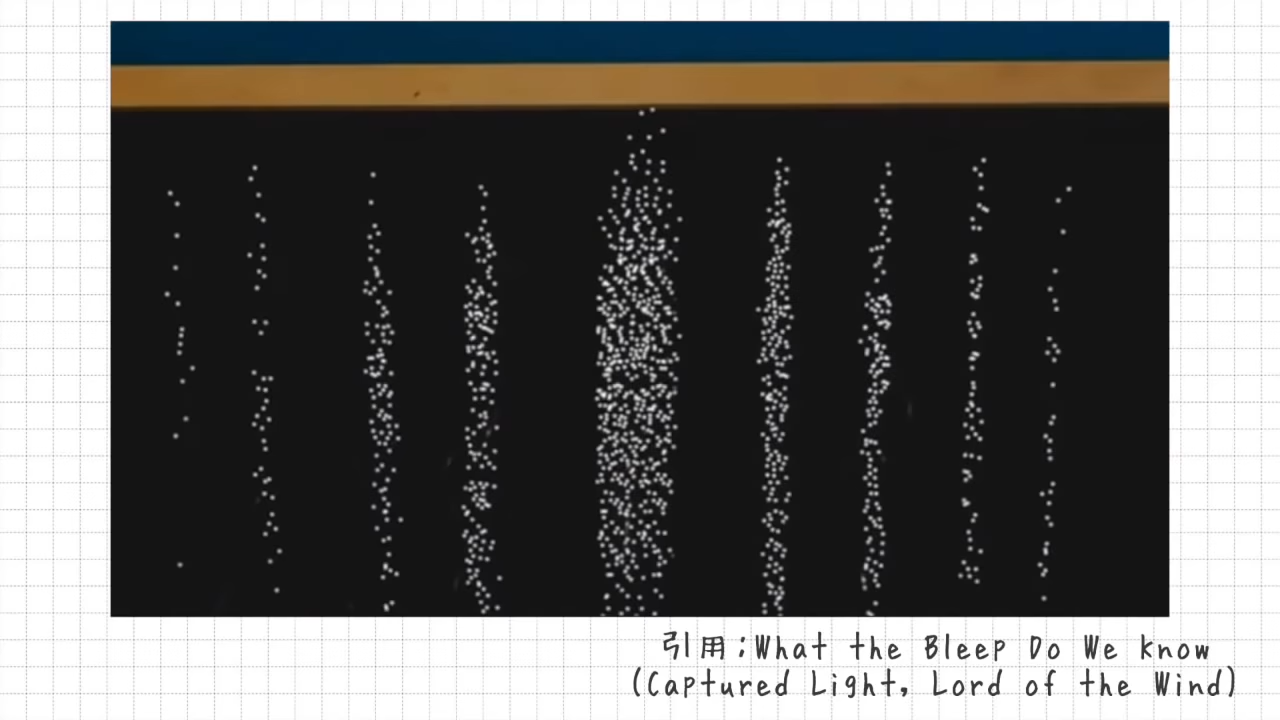 引用:What the Bleep Do We know
(Captured Light, Lord of the Wind)